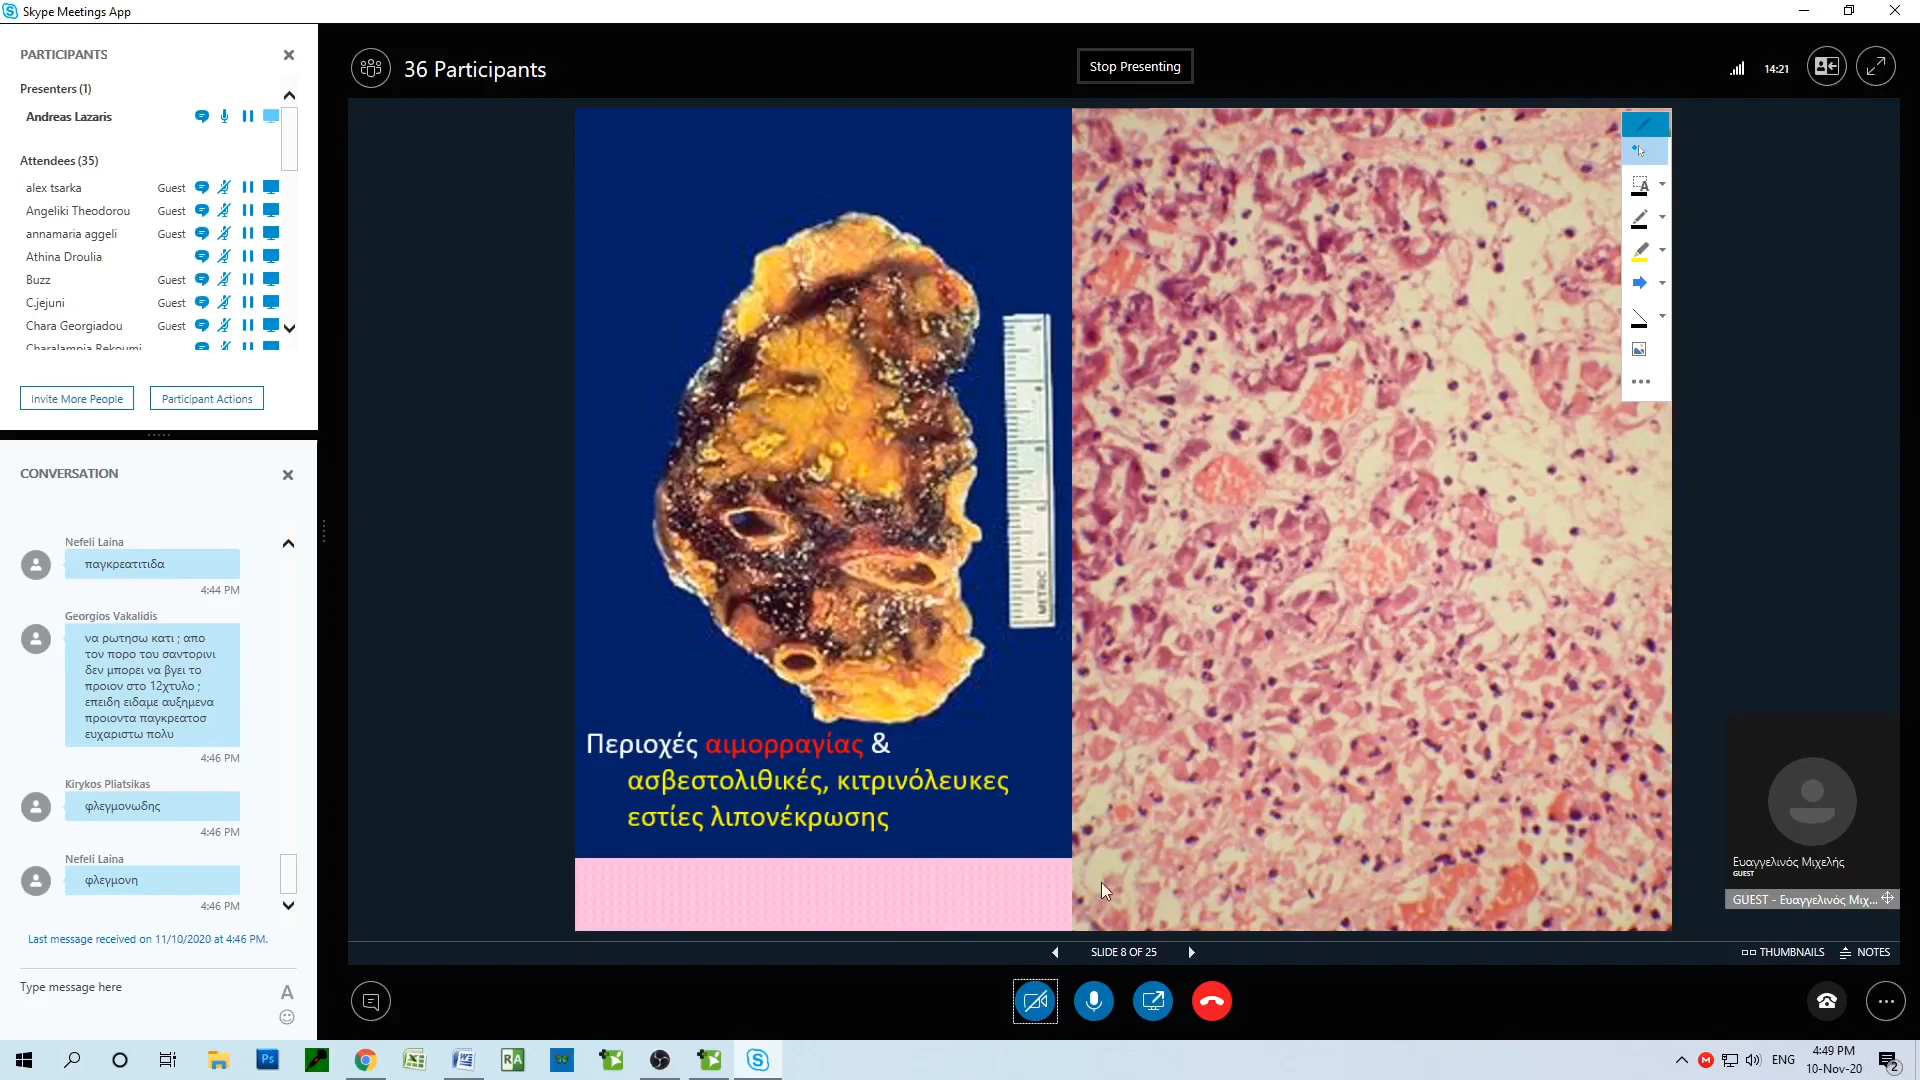 Skype Meetings App
PARTICIPANTS
Presenters (1)
Andreas Lazaris
Attendees (35)
alex tsarka Guest
Angeliki Theodorou Guest
annamaria aggeli Guest
Athina Droulia
Buzz Guest
C.jejuni Guest
Chara Georgiadou Guest
Charalampia Rekoumi
Invite More People
Participant Actions
CONVERSATION
Nefeli Laina
παγκρεατιτιδα
4:44 PM
Georgios Vakalidis
να ρωτησω κατι ; απο
τον πορο του σαντορινι
δεν μπορει να βγει το
προιον στο 12χτυλο ;
επειδη ειδαμε αυξημενα
προιοντα παγκρεατοσ
ευχαριστω πολυ
4:46 PM
Kirykos Pliatsikas
φλεγμονωδης
4:46 PM
Nefeli Laina
φλεγμονη
4:46 PM
Last message received on 11/10/2020 at 4:46 PM.
Type message here
A
36 Participants
Stop Presenting
14:21
METRIC
Περιοχές αιμορραγίας &
ασβεστολιθικές, κιτρινόλευκες
εστίες λιπονέκρωσης
A
Ευαγγελινός Μιχελής
GUEST
GUEST - Ευαγγελινός Μιχ...
SLIDE 8 OF 25
THUMBNAILS
NOTES
Ps
RA
ENG
4:49 PM
10-Nov-20
2